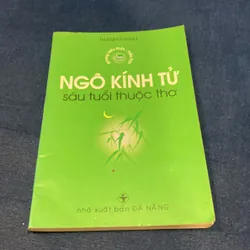 NGÔ KÍNH TỬ
sáu tuổi thuộc thơ
nhà xuất bản ĐÀ NẴNG